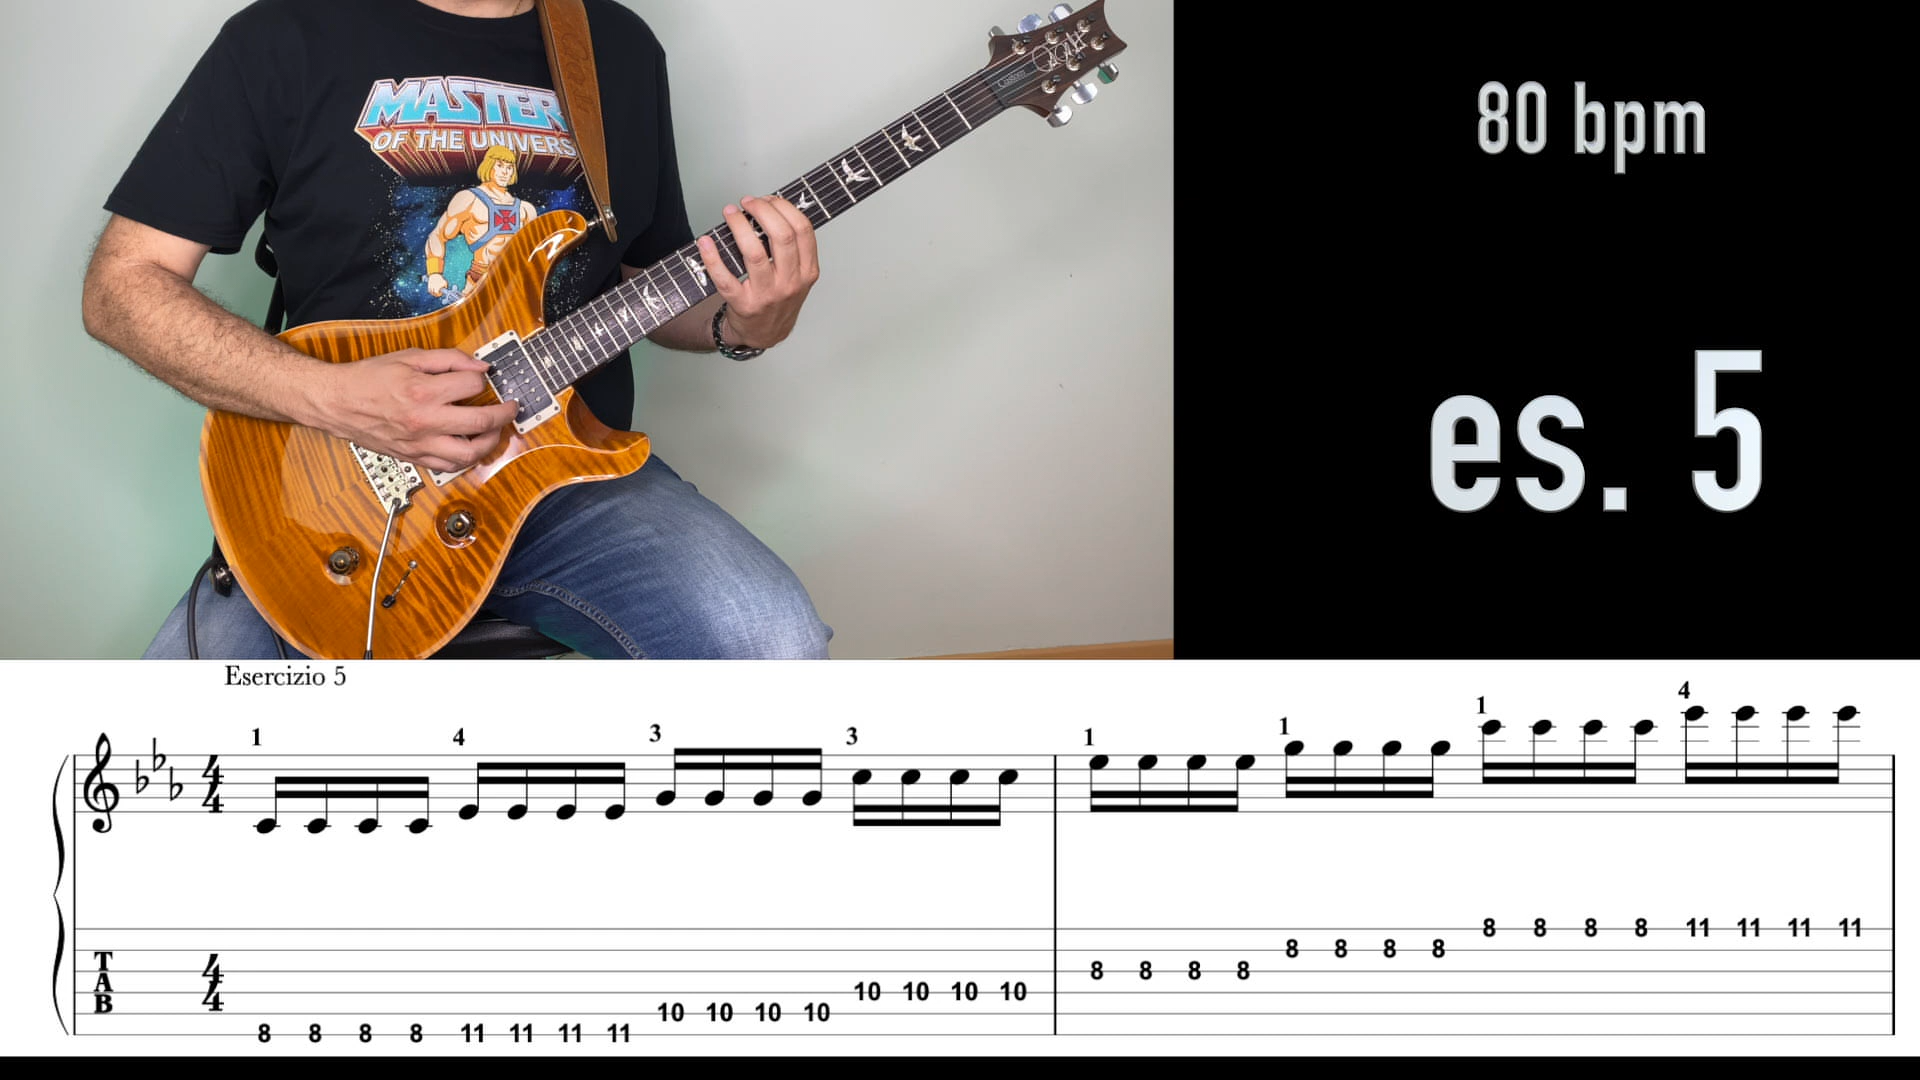 MASTERS
OF THE UNIVERS
Custom
80 bpm
es. 5
Esercizio 5
1 4 3 3 1 1 1 4
4
4
8 8 8 8 11 11 11 11
8 8 8 8
T
A
B
4
4
8 8 8 8
10 10 10 10
10 10 10 10
8 8 8 8 11 11 11 11